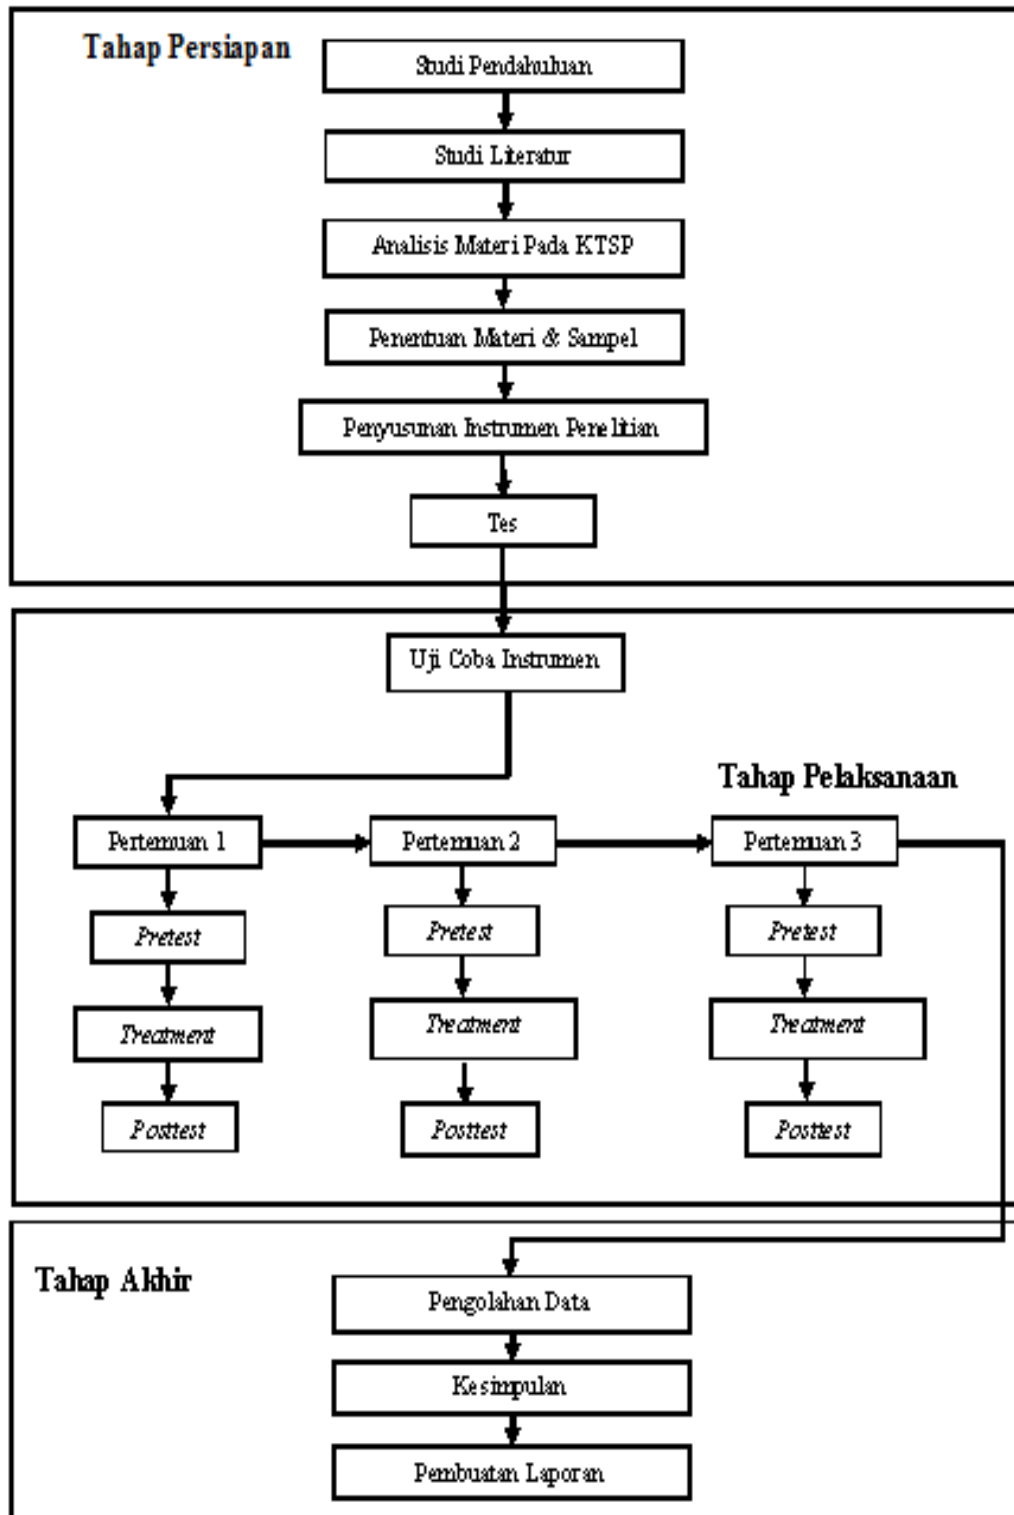 Tahap Persiapan
Studi Pendahuluan
Studi Literatur
Analisis Materi Pada KTSP
Penentuan Materi & Sampel
Penyusunan Instrumen Penelitian
Tes
Uji Coba Instrumen
Tahap Pelaksanaan
Pertemuan 1
Pertemuan 2
Pertemuan 3
Pretest
Pretest
Pretest
Treatment
Treatment
Treatment
Posttest
Posttest
Posttest
Tahap Akhir
Pengolahan Data
Kesimpulan
Pembuatan Laporan